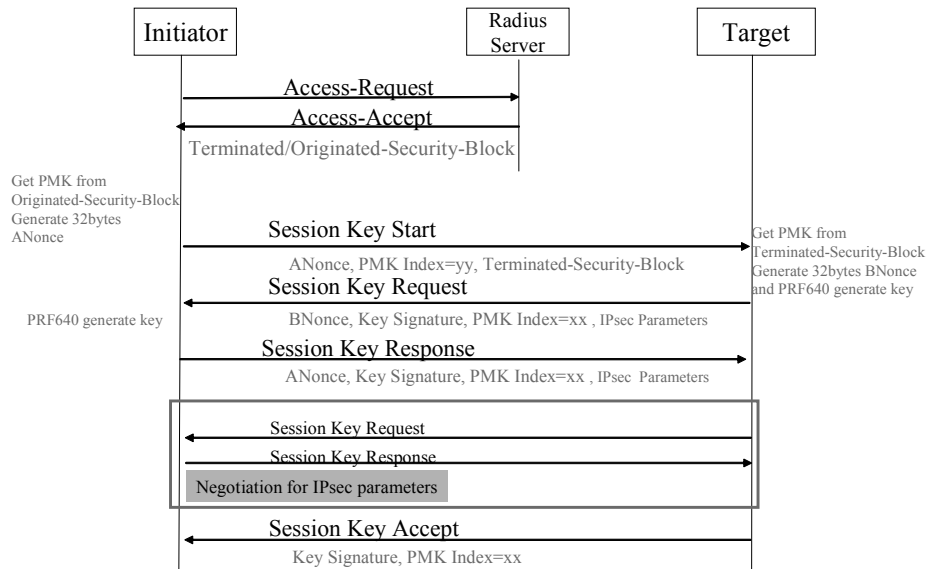 Initiator
Radius
Server
Target
Access-Request
Access-Accept
Terminated/Originated-Security-Block
Get PMK from
Originated-Security-Block
Generate 32bytes
ANonce
Session Key Start
ANonce, PMK Index=yy, Terminated-Security-Block
Get PMK from
Terminated-Security-Block
Generate 32bytes BNonce
and PRF640 generate key
Session Key Request
BNonce, Key Signature, PMK Index=xx , IPsec Parameters
PRF640 generate key
Session Key Response
ANonce, Key Signature, PMK Index=xx , IPsec Parameters
Session Key Request
Session Key Response
Negotiation for IPsec parameters
Session Key Accept
Key Signature, PMK Index=xx